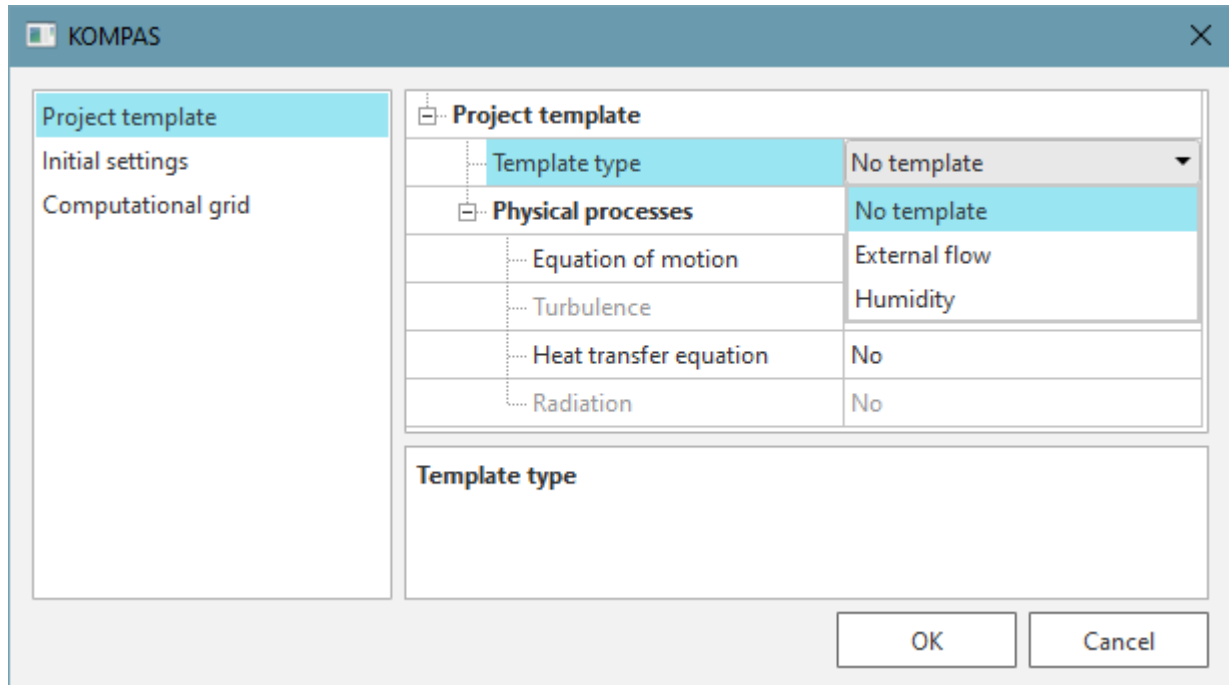 KOMPAS
Project template
Initial settings
Computational grid
Project template
Template type No template
Physical processes No template
Equation of motion External flow
Turbulence Humidity
Heat transfer equation No
Radiation No
Template type
OK Cancel